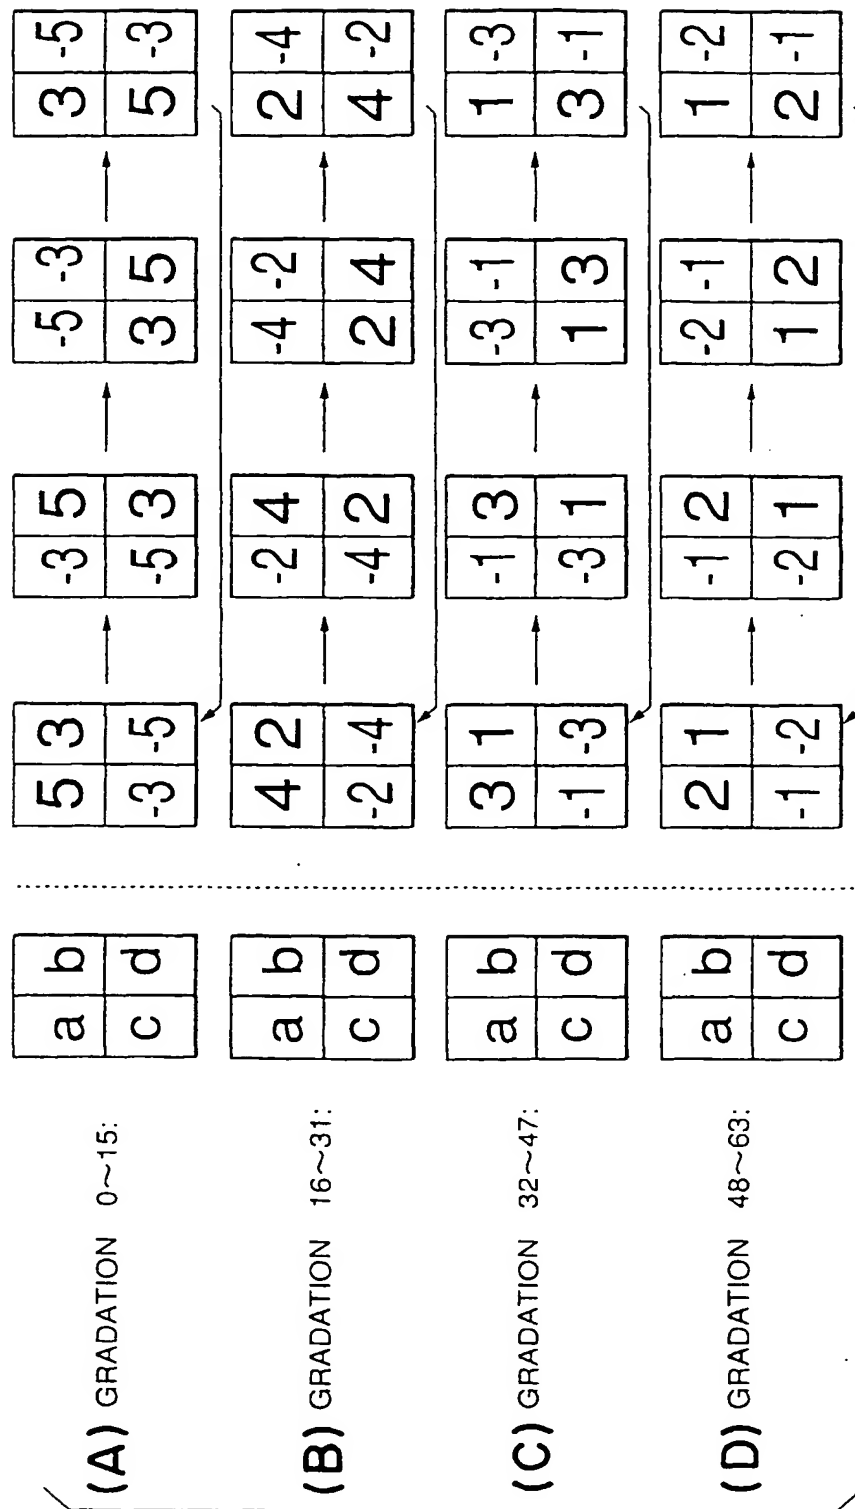 (A) GRADATION 0~15:
a b 5 3 -3 5 -5 -3 3 -5
c d -3 -5 -5 3 3 5 5 -3
(B) GRADATION 16~31:
a b 4 2 -2 4 -4 -2 2 -4
c d -2 -4 -4 2 2 4 4 -2
(C) GRADATION 32~47:
a b 3 1 -1 3 -3 -1 1 -3
c d -1 -3 -3 1 1 3 3 -1
(D) GRADATION 48~63:
a b 2 1 -1 2 -2 -1 1 -2
c d -1 -2 -2 1 1 2 2 -1